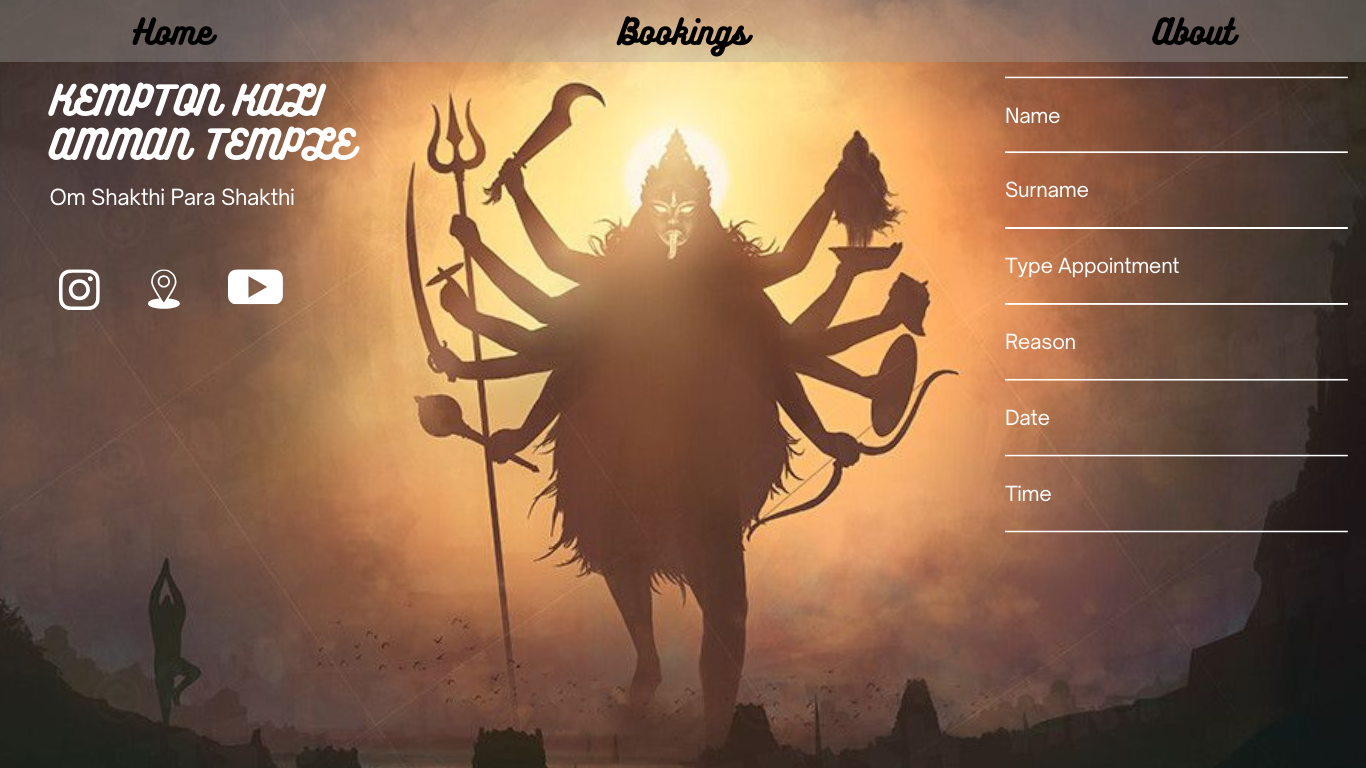 Home
Bookings
About
KEMPTON KALI
AMMAN TEMPLE
Om Shakthi Para Shakthi
Name
Surname
Type Appointment
Reason
Date
Time